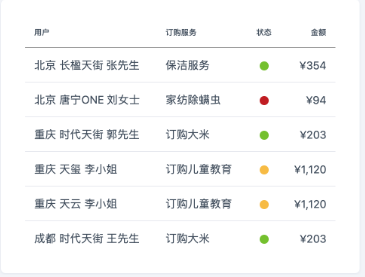 用户 订购服务 状态 金额
北京 长楹天街 张先生 保洁服务 ¥354
北京 唐宁ONE 刘女士 家纺除螨虫 ¥94
重庆 时代天街 郭先生 订购大米 ¥203
重庆 天玺 李小姐 订购儿童教育 ¥1,120
重庆 天云 李小姐 订购儿童教育 ¥1,120
成都 时代天街 王先生 订购大米 ¥203